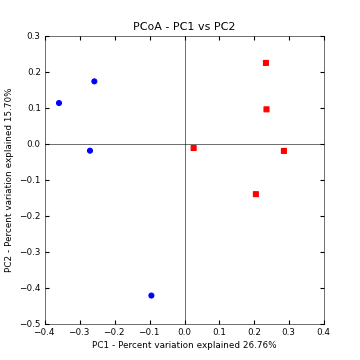 PCoA - PC1 vs PC2
0.3
0.2
0.1
0.0
−0.1
−0.2
−0.3
−0.4
−0.5
PC2 - Percent variation explained 15.70%
−0.4 −0.3 −0.2 −0.1 0.0 0.1 0.2 0.3 0.4
PC1 - Percent variation explained 26.76%